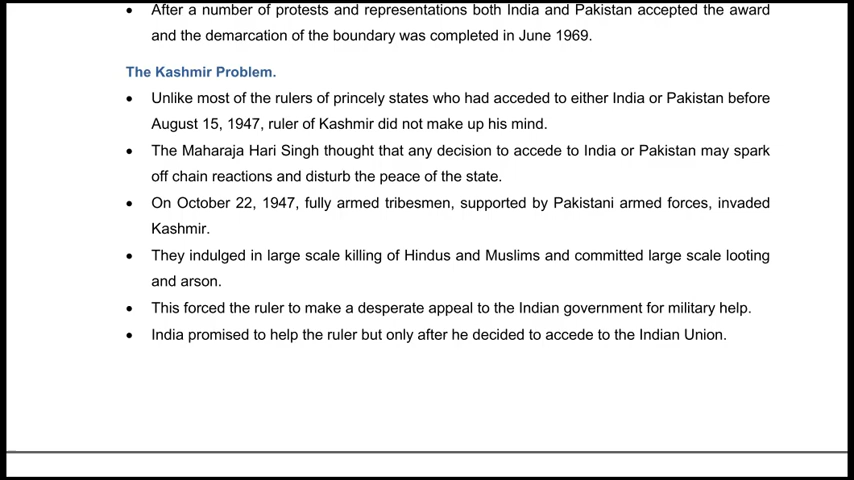 • After a number of protests and representations both India and Pakistan accepted the award
and the demarcation of the boundary was completed in June 1969.
The Kashmir Problem.
• Unlike most of the rulers of princely states who had acceded to either India or Pakistan before
August 15, 1947, ruler of Kashmir did not make up his mind.
• The Maharaja Hari Singh thought that any decision to accede to India or Pakistan may spark
off chain reactions and disturb the peace of the state.
• On October 22, 1947, fully armed tribesmen, supported by Pakistani armed forces, invaded
Kashmir.
• They indulged in large scale killing of Hindus and Muslims and committed large scale looting
and arson.
• This forced the ruler to make a desperate appeal to the Indian government for military help.
• India promised to help the ruler but only after he decided to accede to the Indian Union.